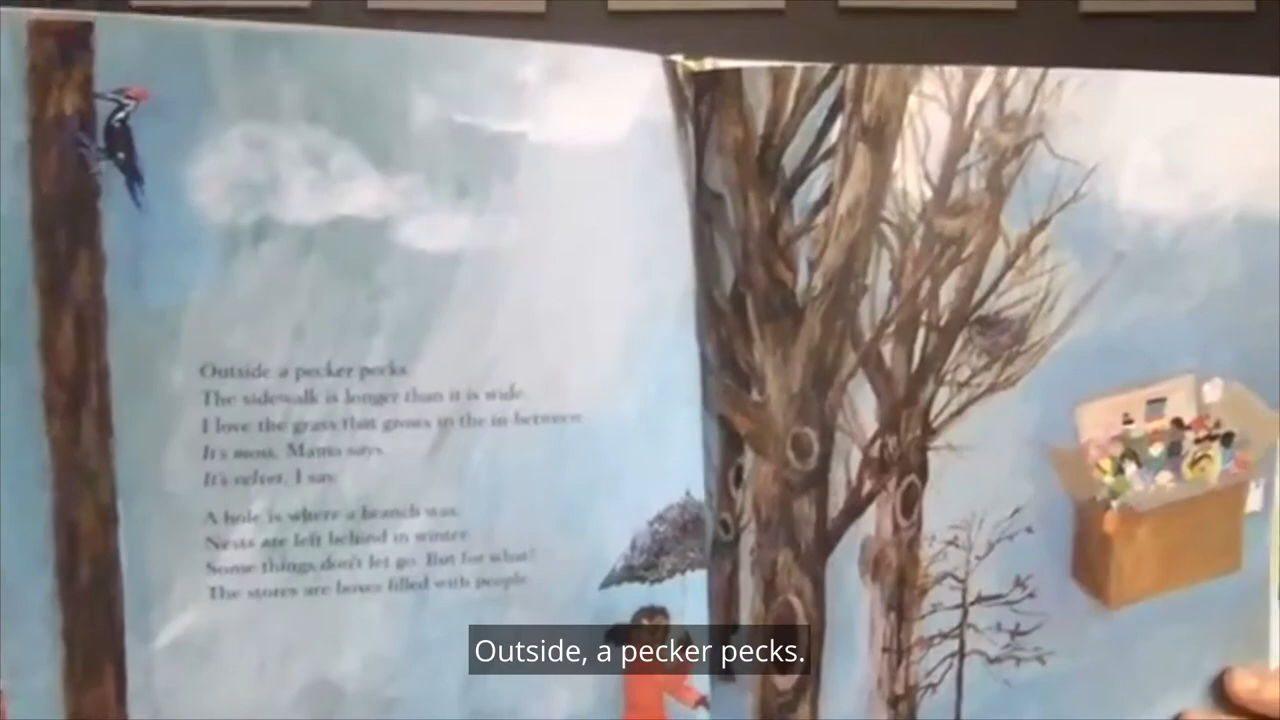 Outside a pecker pecks.
The sidewalk is longer than it is wide.
I love the grass that grows in the in-between.
It's moss, Mama says.
It's velvet, I say.
A hole is where a branch was.
Nests are left behind in winter.
Some things don't let go. But for what?
The stores are boxes filled with people.
Outside, a pecker pecks.